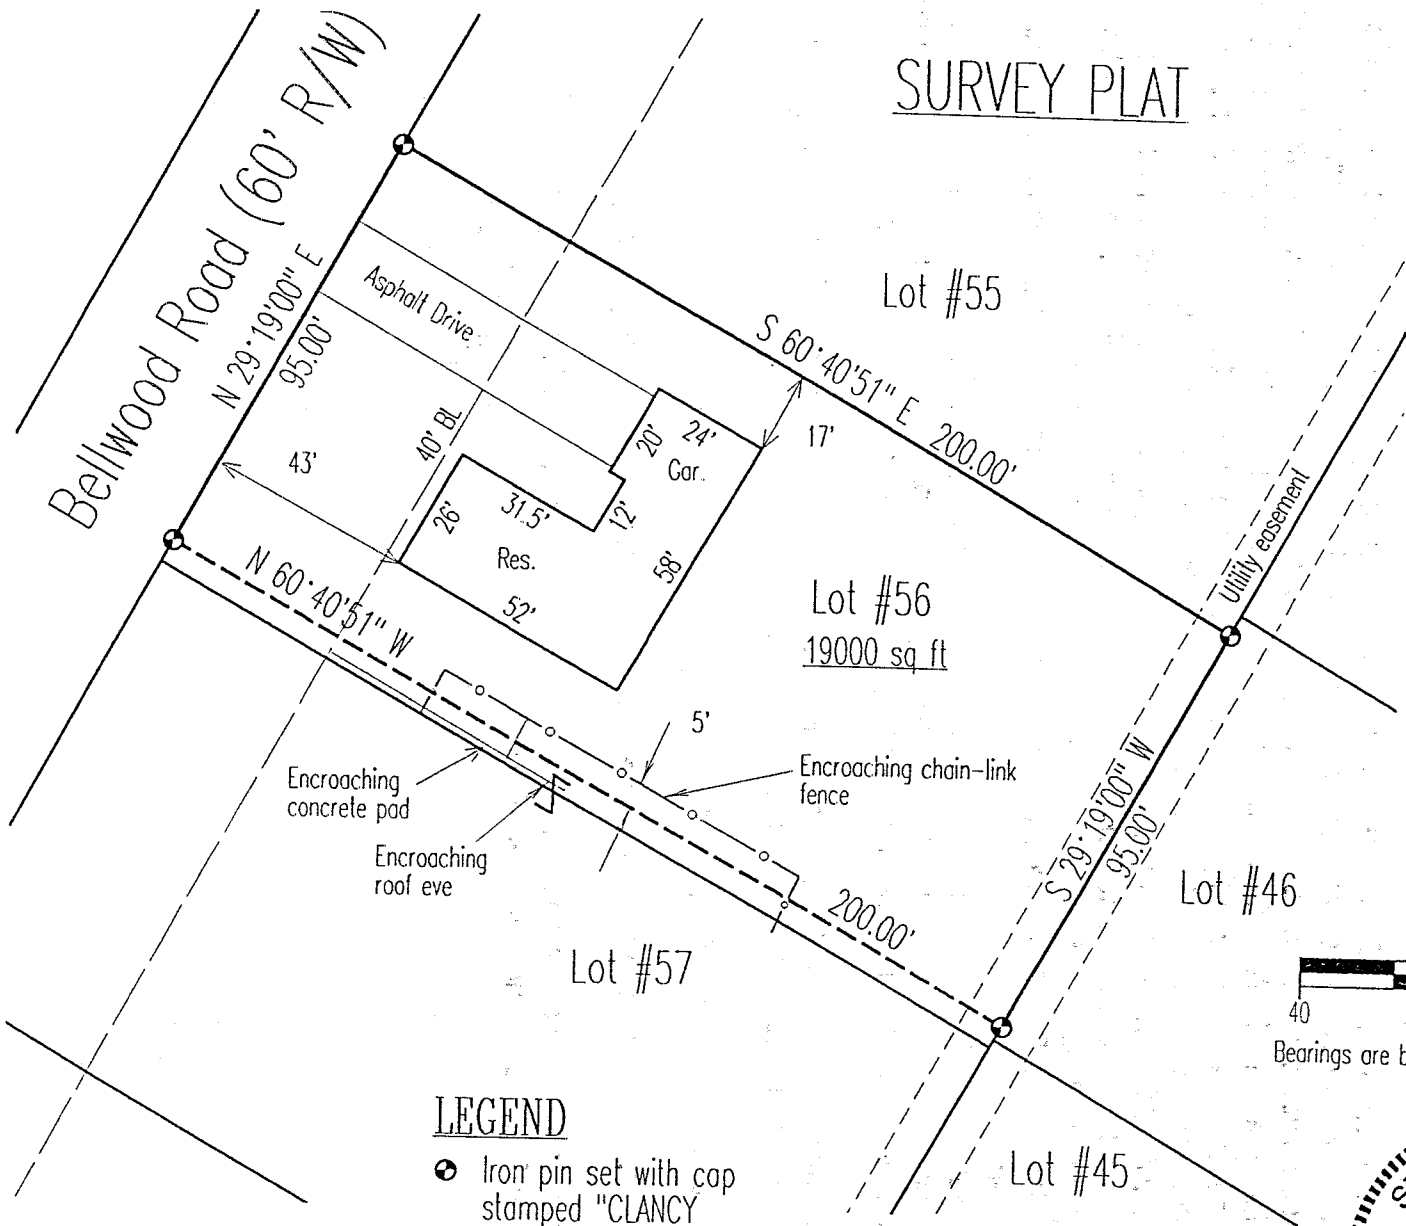 SURVEY PLAT
Bellwood Road (60' R/W)
N 29°19'00" E
95.00'
Asphalt Drive
Lot #55
S 60°40'51" E 200.00'
17'
43'
40' BL
20'
24'
Gar.
31.5'
12'
26'
Res.
58'
52'
N 60°40'51" W
200.00'
Lot #56
19000 sq ft
Utility easement
5'
Encroaching chain-link
fence
Encroaching
concrete pad
Encroaching
roof eve
S 29°19'00" W
95.00'
Lot #46
Lot #57
40
Bearings are b
Lot #45
LEGEND
Iron pin set with cap
stamped "CLANCY